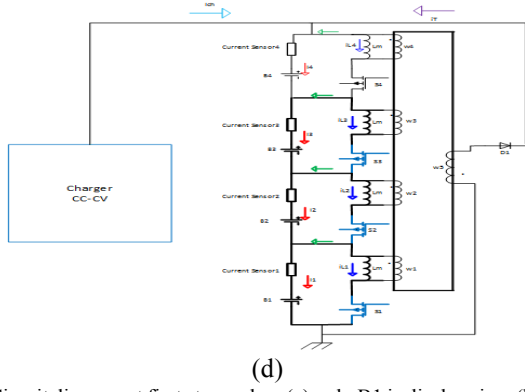 Ich
IT
Current Sensor4
iL4
Lm
W4
I4
B4
S4
Current Sensor3
iL3
Lm
W3
I3
B3
S3
D1
W5
Charger
CC-CV
Current Sensor2
iL2
Lm
W2
I2
B2
S2
Current Sensor1
iL1
Lm
W1
I1
B1
S1
(d)